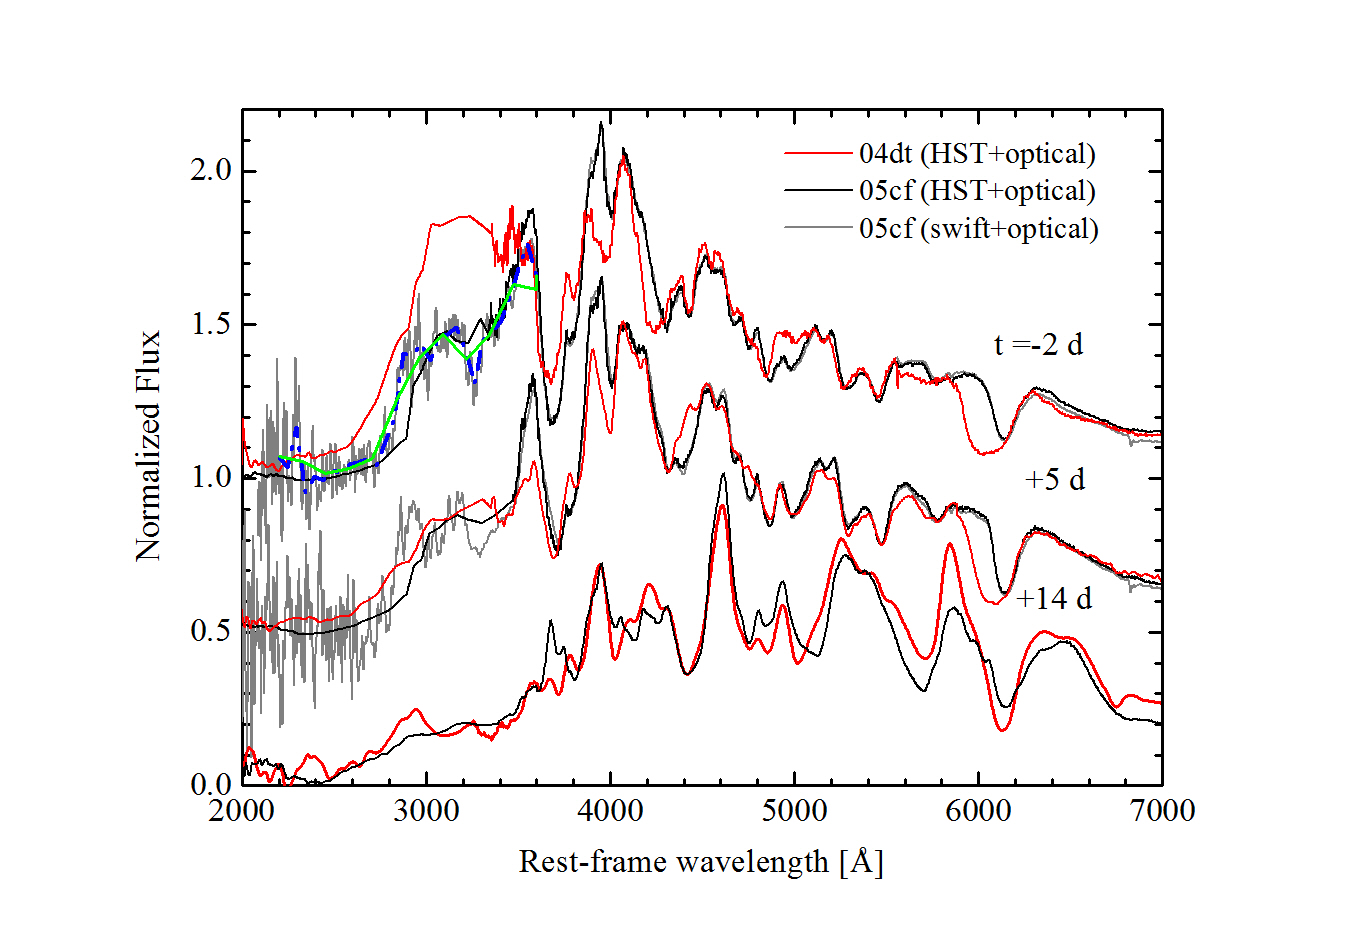 04dt (HST+optical)
05cf (HST+optical)
05cf (swift+optical)
t =-2 d
+5 d
+14 d
2.0
1.5
1.0
0.5
0.0
Normalized Flux
2000 3000 4000 5000 6000 7000
Rest-frame wavelength [Å]